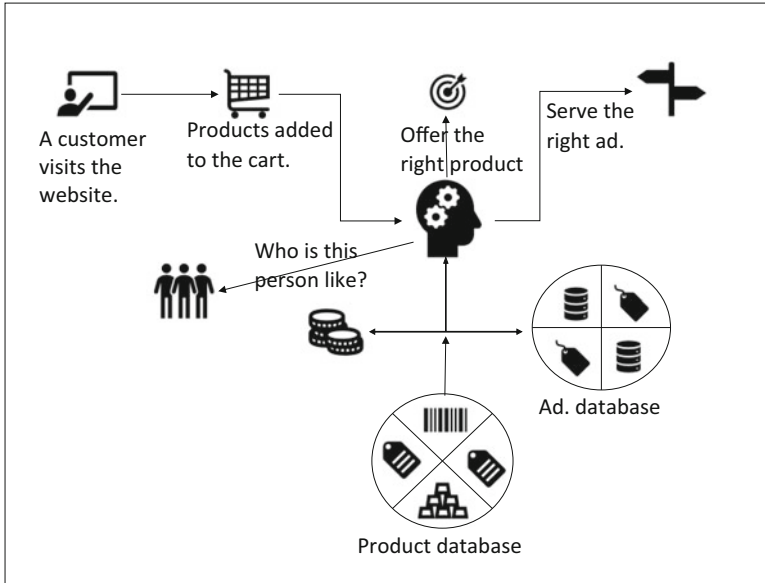 A customer
visits the
website.
Products added
to the cart.
Offer the
right product
Serve the
right ad.
Who is this
person like?
Ad. database
Product database